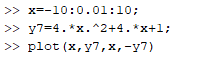 >> x=-10:0.01:10;
>> y7=4.*x.^2+4.*x+1;
>> plot(x,y7,x,-y7)